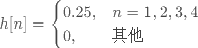 h[n] = { 0.25, n = 1, 2, 3, 4
0, 其他